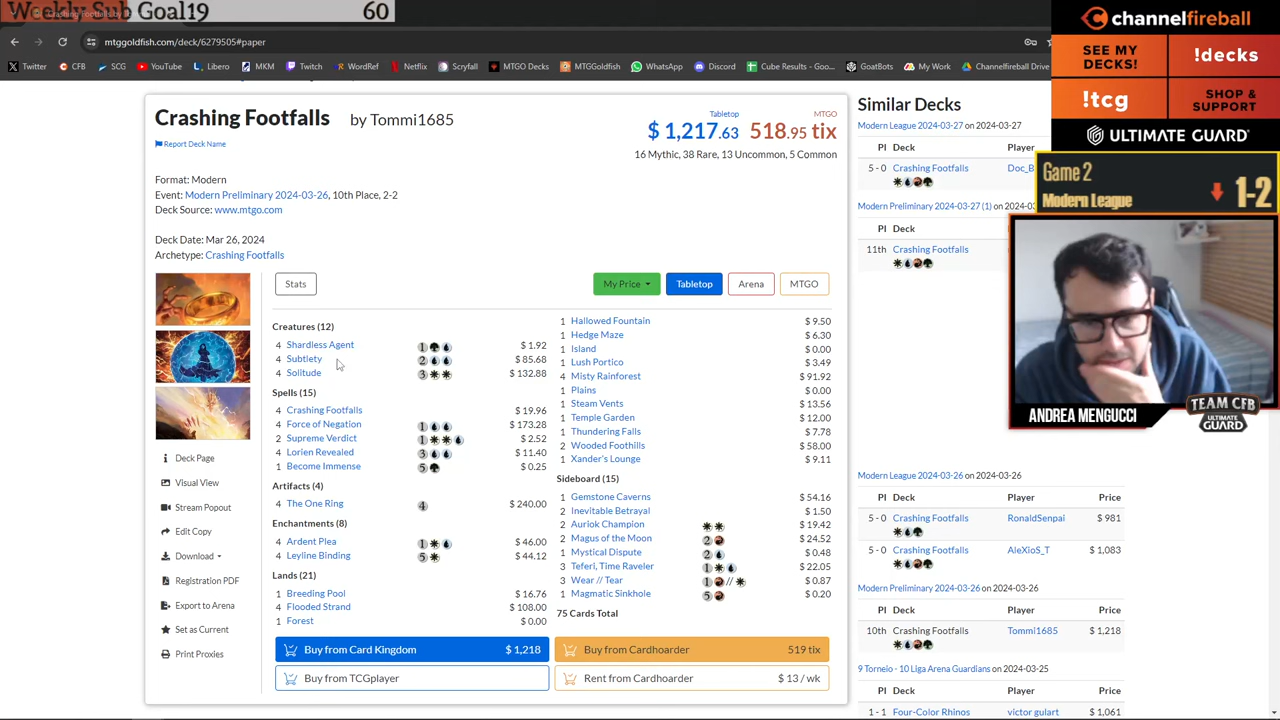 Weekly Sub Goal19 60
mtggoldfish.com/deck/6279505#paper
Twitter CFB SCG YouTube Libero MKM Twitch WordRef Scryfall MTGGoldfish WhatsApp Discord Cube Results - Goo... GoatBots My Work Channelfireball Drive
channelfireball
SEE MY DECKS! !decks
!tcg SHOP & SUPPORT
ULTIMATE GUARD
Game 2
Modern League 1-2
ANDREA MENGUCCI
TEAM CFB
ULTIMATE GUARD
Crashing Footfalls by Tommi1685
Report Deck Name
Tabletop MTGO
$ 1,217.63 518.95 tix
16 Mythic, 38 Rare, 13 Uncommon, 5 Common
Format: Modern
Event: Modern Preliminary 2024-03-26, 10th Place, 2-2
Deck Source: www.mtgo.com
Deck Date: Mar 26, 2024
Archetype: Crashing Footfalls
Stats My Price Tabletop Arena MTGO
Deck Page
Visual View
Stream Popout
Edit Copy
Download
Registration PDF
Export to Arena
Set as Current
Print Proxies
Creatures (12)
4 Shardless Agent 1 $ 1.92
4 Subtlety 2 $ 85.68
4 Solitude 3 $ 132.88
Spells (15)
4 Crashing Footfalls $ 19.96
4 Force of Negation 1
2 Supreme Verdict 1 $ 2.52
4 Lorien Revealed 3 $ 11.40
1 Become Immense 5 $ 0.25
Artifacts (4)
4 The One Ring 4 $ 240.00
Enchantments (8)
4 Ardent Plea 1 $ 46.00
4 Leyline Binding 5 $ 44.12
Lands (21)
1 Breeding Pool $ 16.76
4 Flooded Strand $ 108.00
1 Forest $ 0.00
1 Hallowed Fountain $ 9.50
1 Hedge Maze $ 6.30
1 Island $ 0.00
1 Lush Portico $ 3.49
4 Misty Rainforest $ 91.92
1 Plains $ 0.00
1 Steam Vents $ 13.56
1 Temple Garden $ 12.00
1 Thundering Falls $ 7.78
2 Wooded Foothills $ 58.00
1 Xander's Lounge $ 9.11
Sideboard (15)
1 Gemstone Caverns $ 54.16
1 Inevitable Betrayal $ 1.50
2 Auriok Champion $ 19.42
2 Magus of the Moon 2 $ 24.52
1 Mystical Dispute 2 $ 0.48
3 Teferi, Time Raveler 1 $ 22.05
3 Wear // Tear 1 // $ 0.87
1 Magmatic Sinkhole 5 $ 0.20
75 Cards Total
Buy from Card Kingdom $ 1,218
Buy from Cardhoarder 519 tix
Buy from TCGplayer
Rent from Cardhoarder $ 13 / wk
Similar Decks
Modern League 2024-03-27 on 2024-03-27
Pl Deck Player
5 - 0 Crashing Footfalls Doc_B
Modern Preliminary 2024-03-27 (1) on 2024-03-
Pl Deck
11th Crashing Footfalls
Modern League 2024-03-26 on 2024-03-26
Pl Deck Player Price
5 - 0 Crashing Footfalls RonaldSenpai $ 981
5 - 0 Crashing Footfalls AleXioS_T $ 1,083
Modern Preliminary 2024-03-26 on 2024-03-26
Pl Deck Player Price
10th Crashing Footfalls Tommi1685 $ 1,218
9 Torneio - 10 Liga Arena Guardians on 2024-03-25
Pl Deck Player Price
1 - 1 Four-Color Rhinos victor gulart $ 1,061